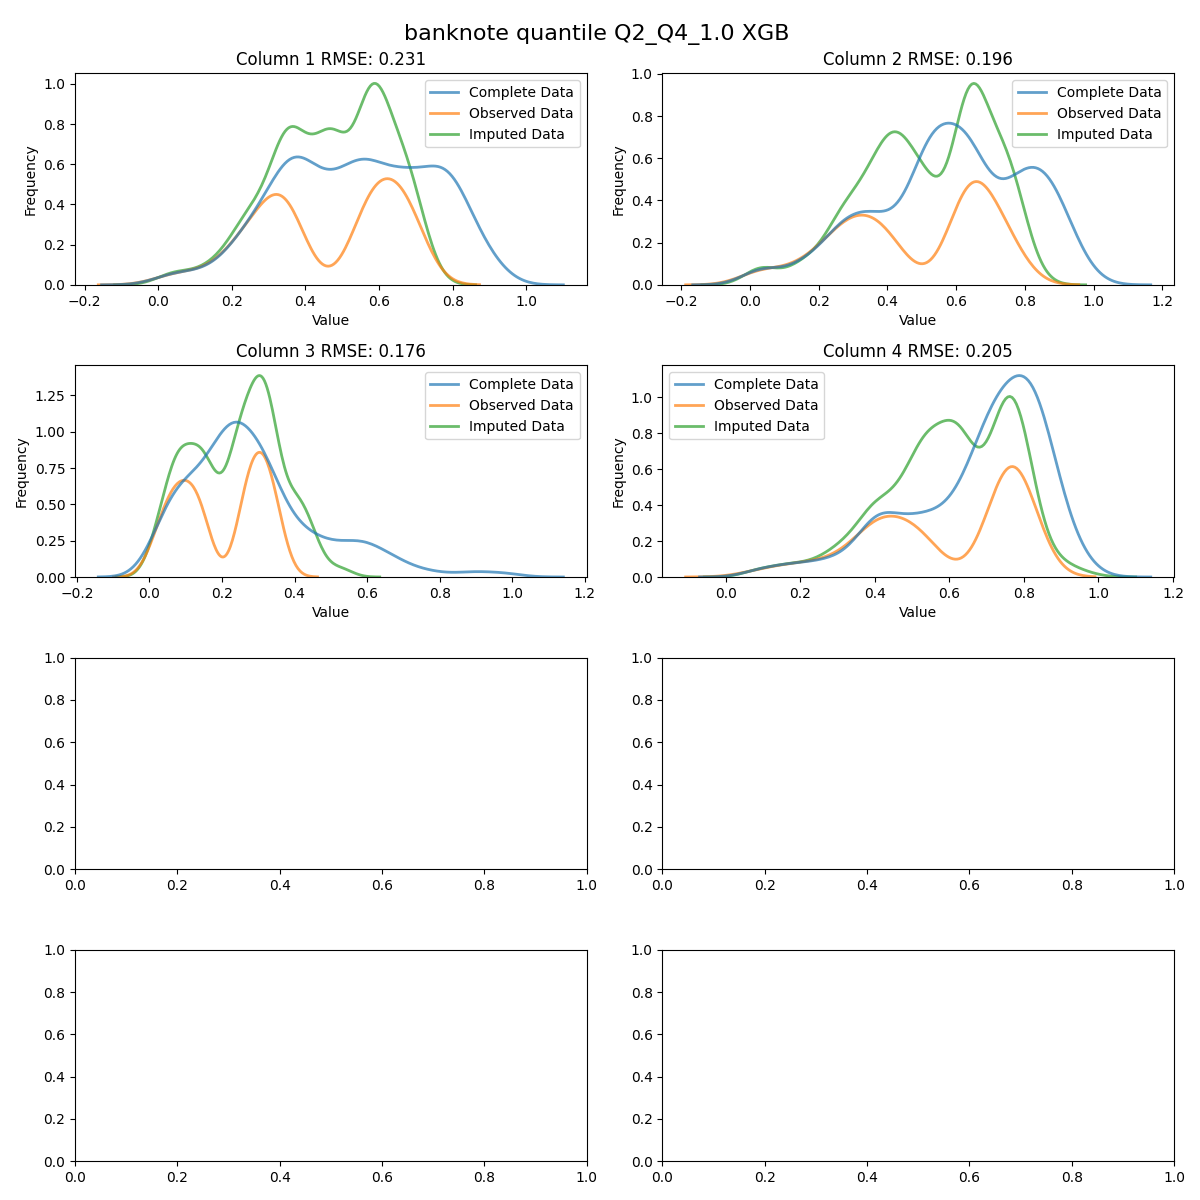 banknote quantile Q2_Q4_1.0 XGB
Column 1 RMSE: 0.231
Frequency
1.0
0.8
0.6
0.4
0.2
0.0
Complete Data
Observed Data
Imputed Data
−0.2 0.0 0.2 0.4 0.6 0.8 1.0
Value
Column 2 RMSE: 0.196
Frequency
1.0
0.8
0.6
0.4
0.2
0.0
Complete Data
Observed Data
Imputed Data
−0.2 0.0 0.2 0.4 0.6 0.8 1.0 1.2
Value
Column 3 RMSE: 0.176
Frequency
1.25
1.00
0.75
0.50
0.25
0.00
Complete Data
Observed Data
Imputed Data
−0.2 0.0 0.2 0.4 0.6 0.8 1.0 1.2
Value
Column 4 RMSE: 0.205
Frequency
1.0
0.8
0.6
0.4
0.2
0.0
Complete Data
Observed Data
Imputed Data
0.0 0.2 0.4 0.6 0.8 1.0 1.2
Value
1.0
0.8
0.6
0.4
0.2
0.0
0.0 0.2 0.4 0.6 0.8 1.0
1.0
0.8
0.6
0.4
0.2
0.0
0.0 0.2 0.4 0.6 0.8 1.0
1.0
0.8
0.6
0.4
0.2
0.0
0.0 0.2 0.4 0.6 0.8 1.0
1.0
0.8
0.6
0.4
0.2
0.0
0.0 0.2 0.4 0.6 0.8 1.0